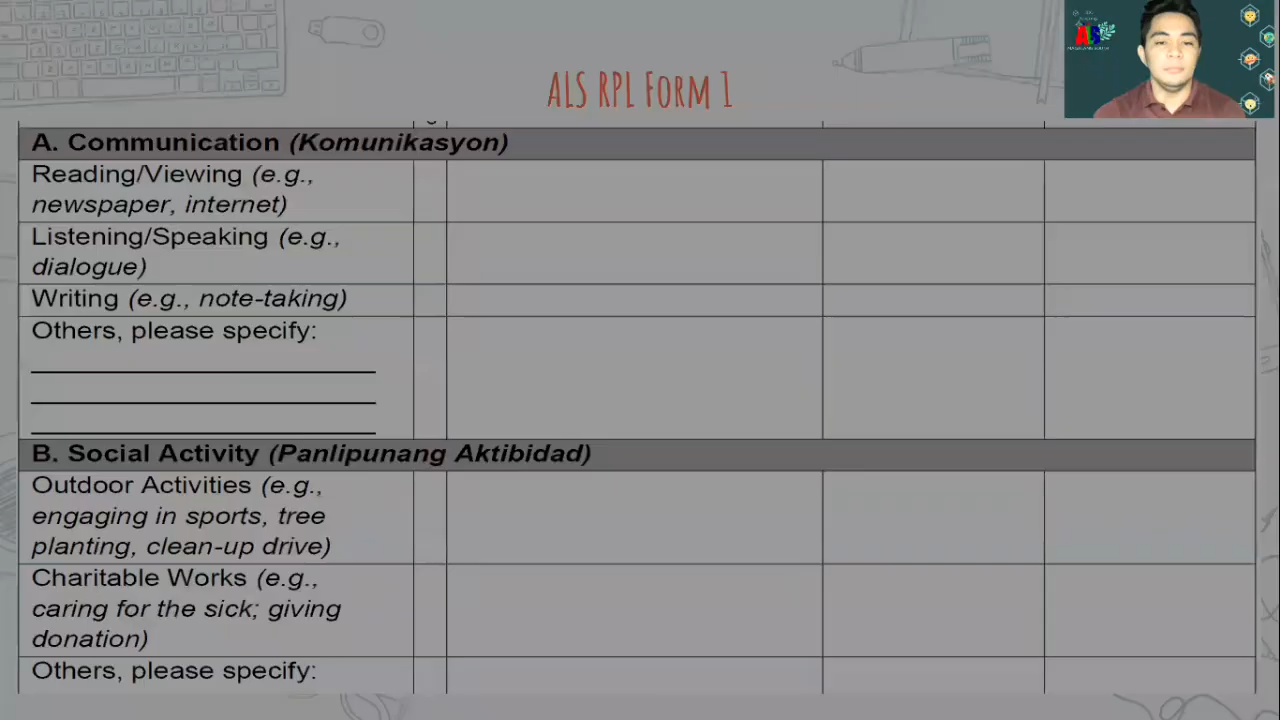 ALS RPL Form 1
A. Communication (Komunikasyon)
Reading/Viewing (e.g.,
newspaper, internet)
Listening/Speaking (e.g.,
dialogue)
Writing (e.g., note-taking)
Others, please specify:
B. Social Activity (Panlipunang Aktibidad)
Outdoor Activities (e.g.,
engaging in sports, tree
planting, clean-up drive)
Charitable Works (e.g.,
caring for the sick; giving
donation)
Others, please specify: